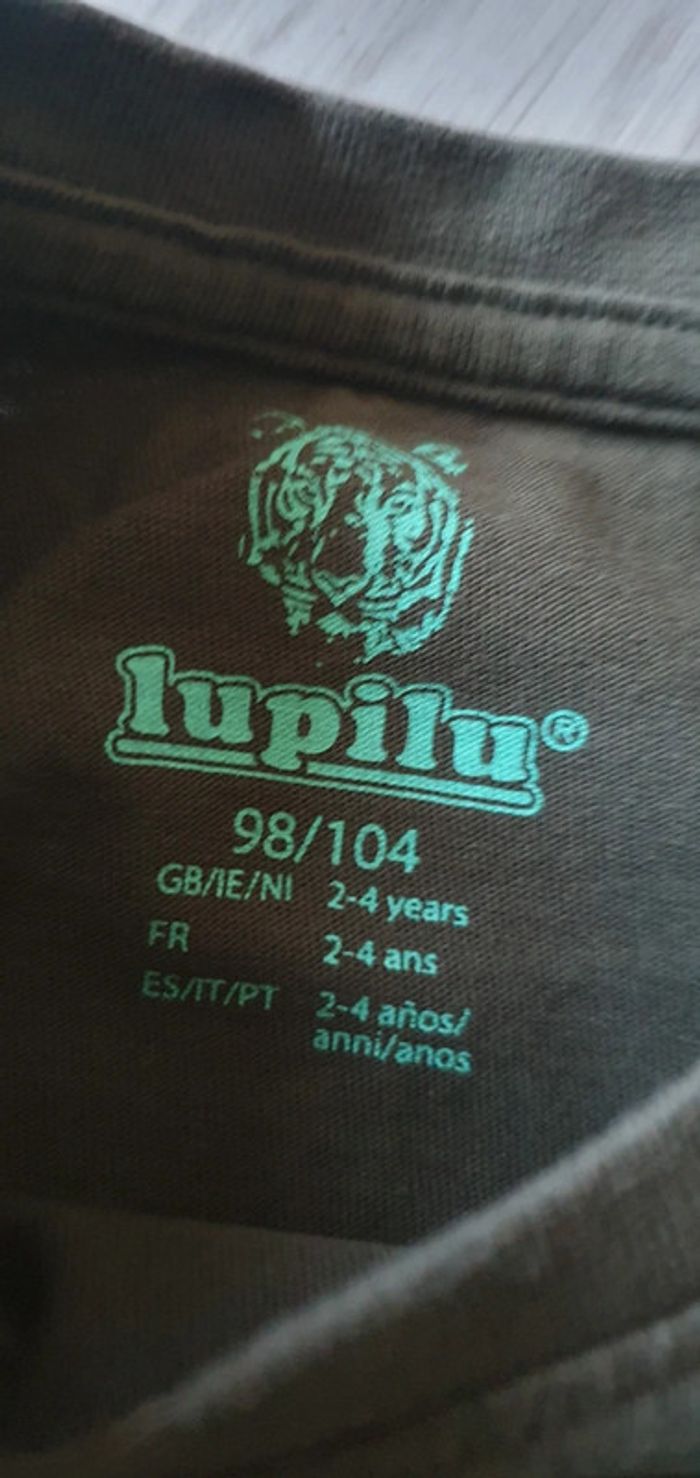 lupilu®
98/104
GB/IE/NI 2-4 years
FR 2-4 ans
ES/IT/PT 2-4 años/
anni/anos